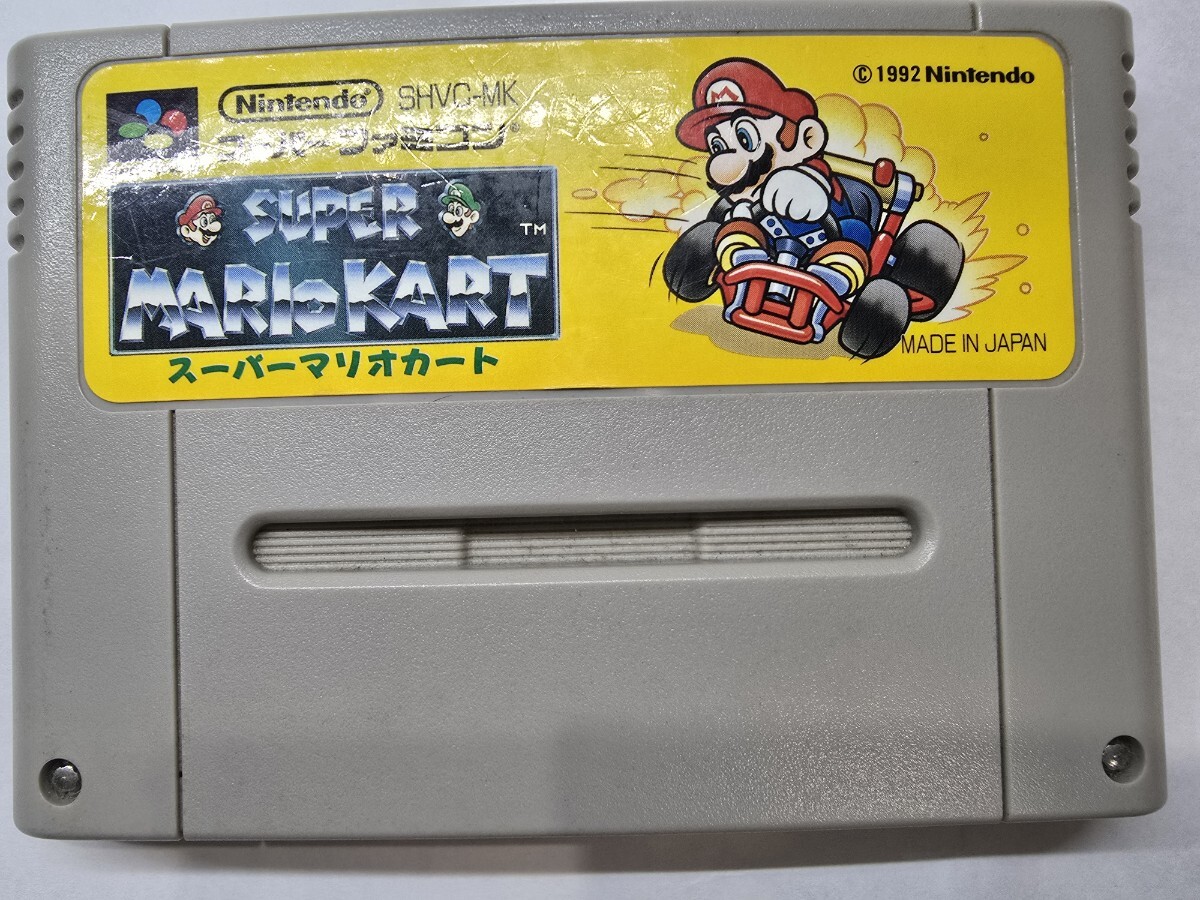 Nintendo SHVC-MK
スーパーファミコン
SUPER
MARIO KART TM
スーパーマリオカート
M
© 1992 Nintendo
MADE IN JAPAN